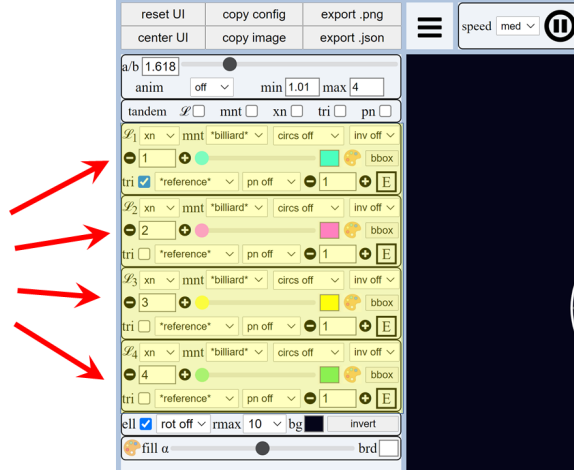 reset UI copy config export .png
center UI copy image export .json
speed med
a/b 1.618
anim off min 1.01 max 4
tandem ℒ mnt xn tri pn
ℒ1 xn mnt *billiard* circs off inv off
1 bbox
tri *reference* pn off 1 E
ℒ2 xn mnt *billiard* circs off inv off
2 bbox
tri *reference* pn off 1 E
ℒ3 xn mnt *billiard* circs off inv off
3 bbox
tri *reference* pn off 1 E
ℒ4 xn mnt *billiard* circs off inv off
4 bbox
tri *reference* pn off 1 E
ell rot off rmax 10 bg invert
fill α brd